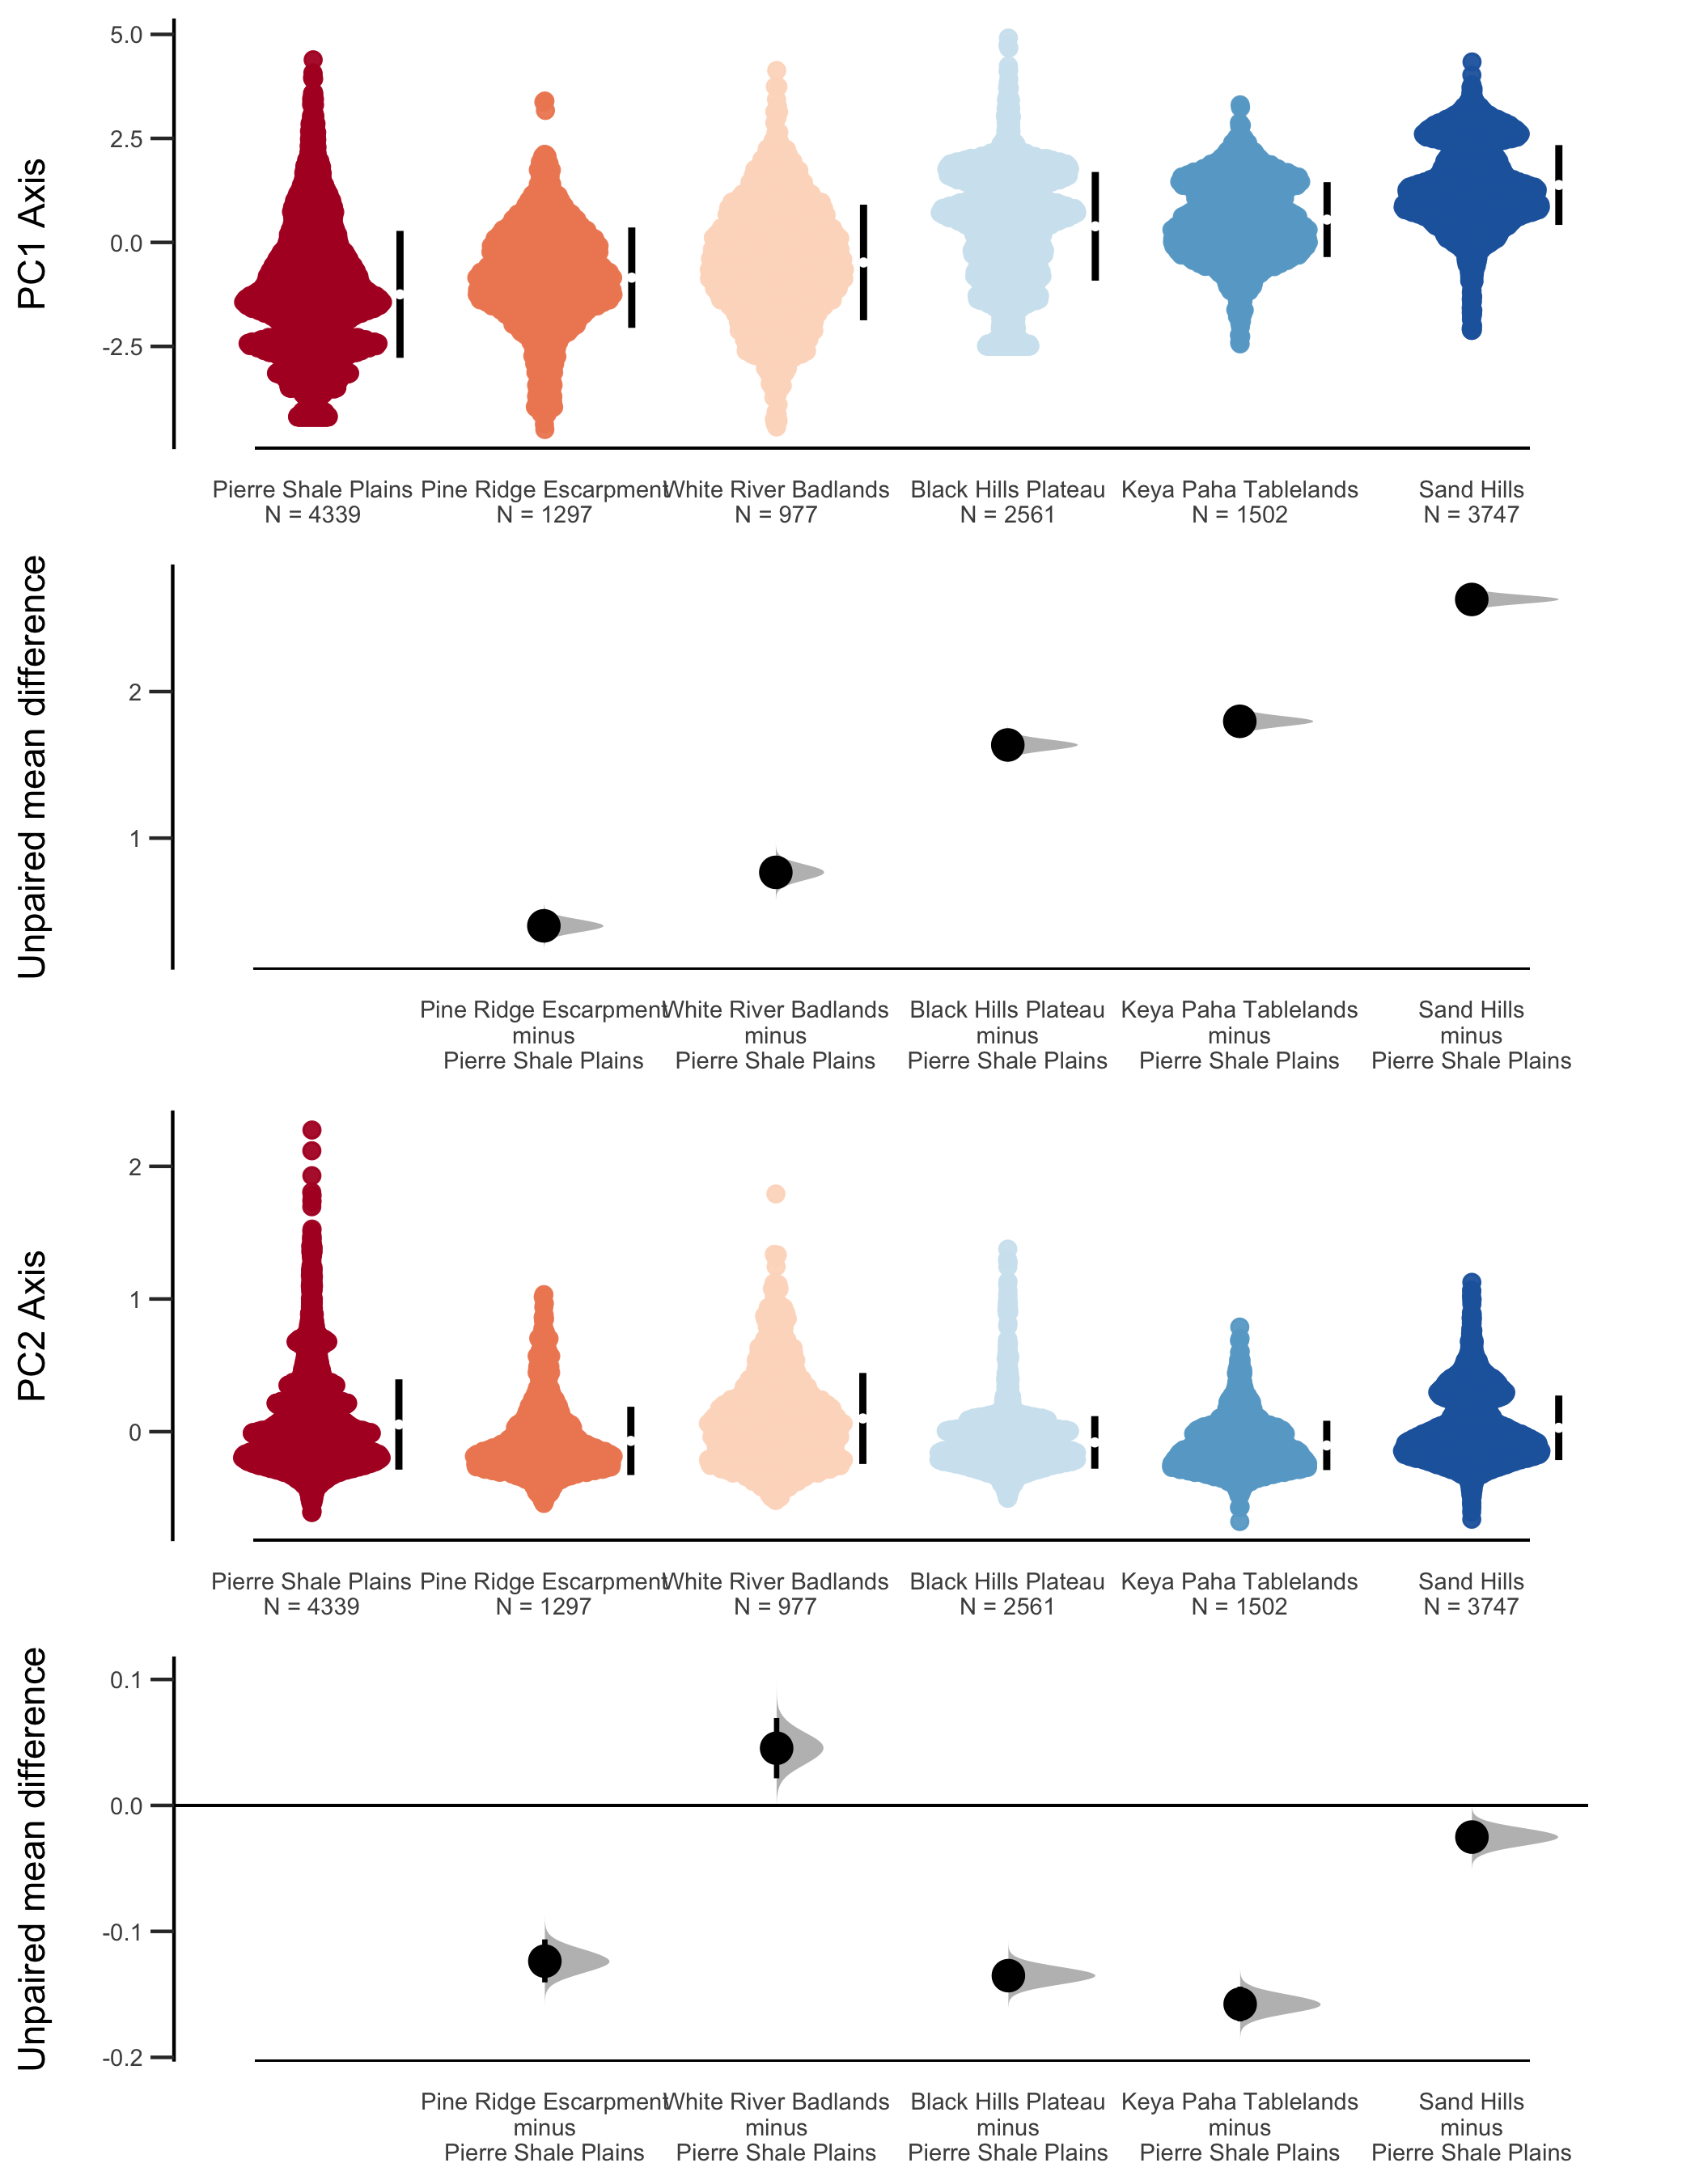 PC1 Axis
5.0
2.5
0.0
-2.5
Pierre Shale Plains Pine Ridge Escarpment White River Badlands Black Hills Plateau Keya Paha Tablelands Sand Hills
N = 4339 N = 1297 N = 977 N = 2561 N = 1502 N = 3747
Unpaired mean difference
2
1
Pine Ridge Escarpment White River Badlands Black Hills Plateau Keya Paha Tablelands Sand Hills
minus minus minus minus minus
Pierre Shale Plains Pierre Shale Plains Pierre Shale Plains Pierre Shale Plains Pierre Shale Plains
PC2 Axis
2
1
0
Pierre Shale Plains Pine Ridge Escarpment White River Badlands Black Hills Plateau Keya Paha Tablelands Sand Hills
N = 4339 N = 1297 N = 977 N = 2561 N = 1502 N = 3747
Unpaired mean difference
0.1
0.0
-0.1
-0.2
Pine Ridge Escarpment White River Badlands Black Hills Plateau Keya Paha Tablelands Sand Hills
minus minus minus minus minus
Pierre Shale Plains Pierre Shale Plains Pierre Shale Plains Pierre Shale Plains Pierre Shale Plains